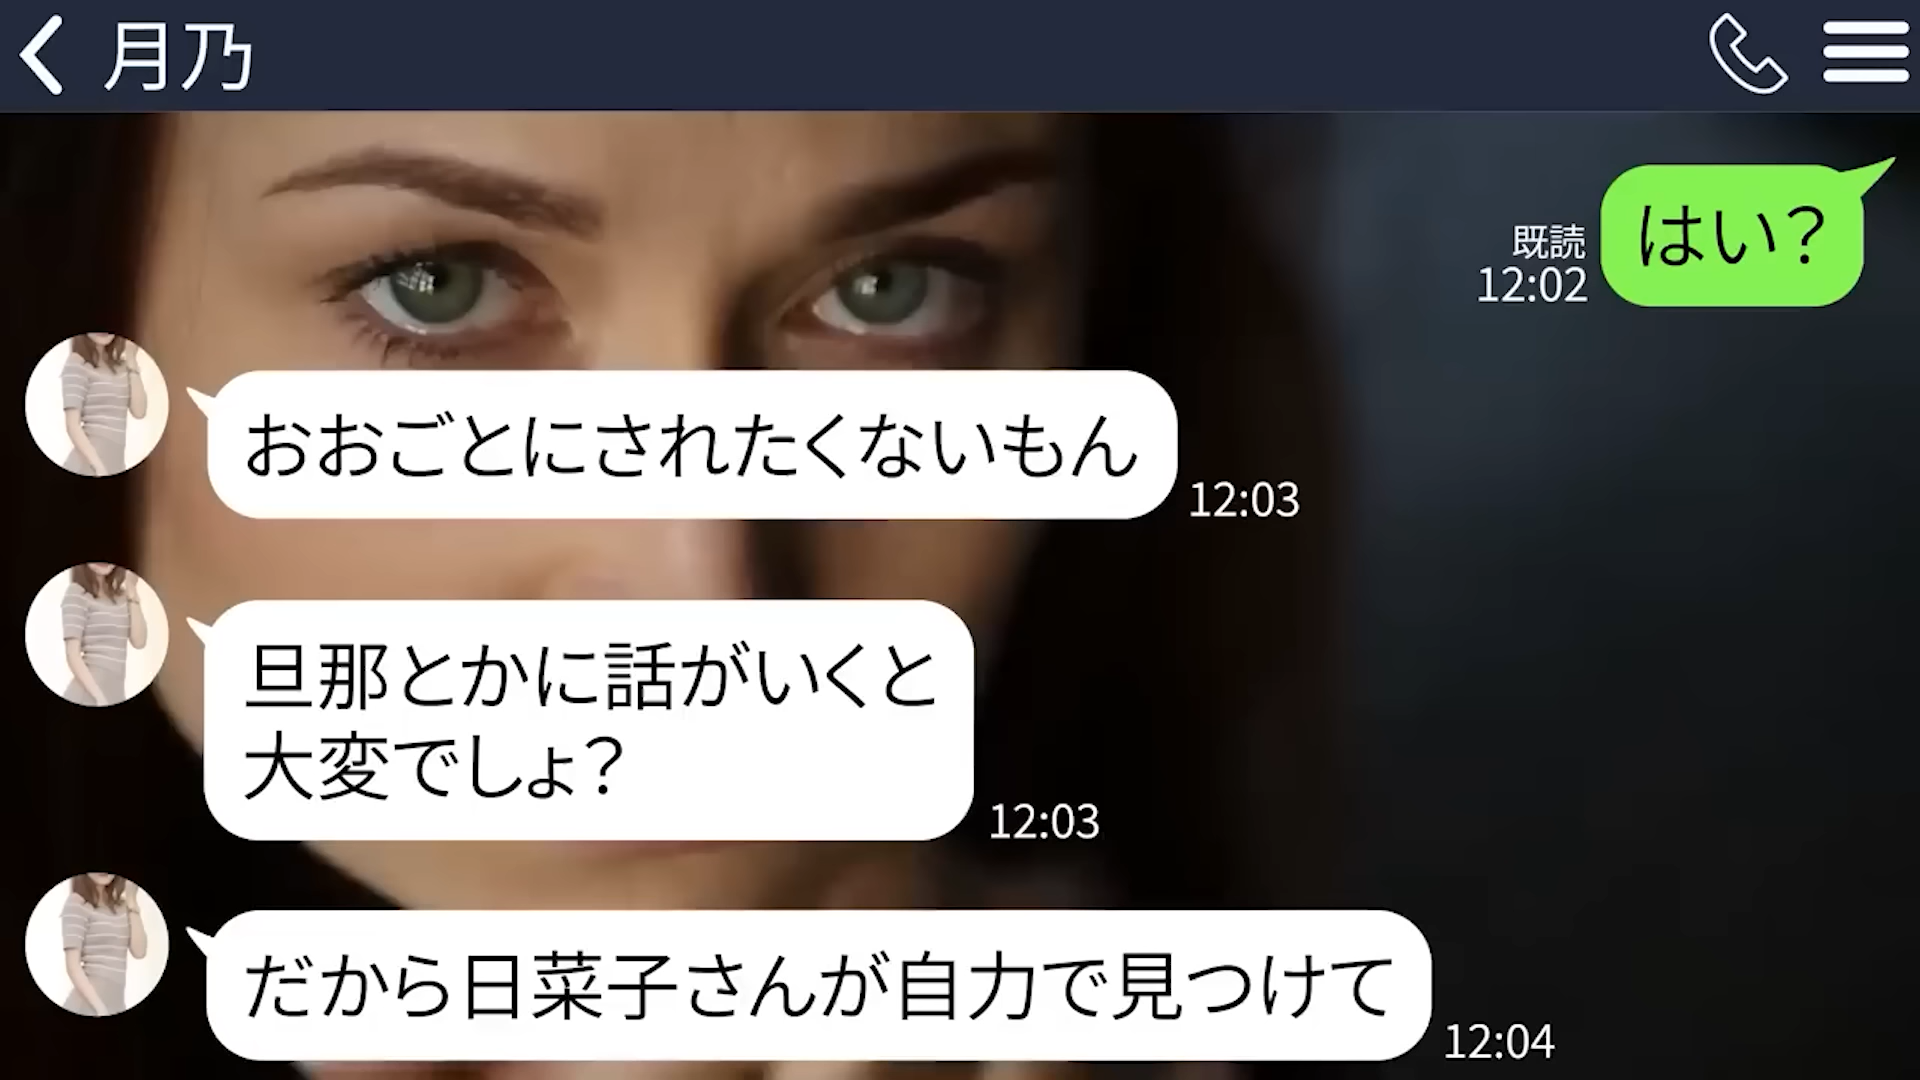 月乃
はい？
既読
12:02
おおごとにされたくないもん
12:03
旦那とかに話がいくと
大変でしょ？
12:03
だから日菜子さんが自力で見つけて
12:04